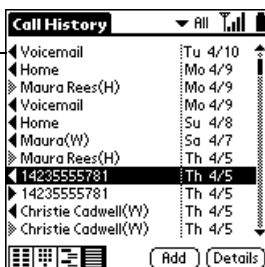 Call History All
Voicemail Tu 4/10
Home Mo 4/9
Maura Rees(H) Mo 4/9
Voicemail Mo 4/9
Home Su 4/8
Maura(W) Sa 4/7
Maura Rees(H) Th 4/5
14235555781 Th 4/5
14235555781 Th 4/5
Christie Cadwell(W) Th 4/5
Christie Cadwell(W) Th 4/5
Add Details